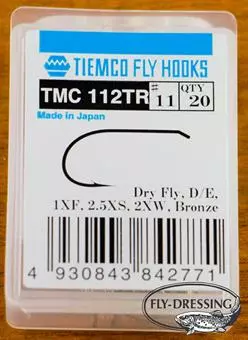 TIEMCO FLY HOOKS
TMC 112TR # 11 QTY 20
Made in Japan
Dry Fly, D/E,
1XF, 2.5XS, 2XW, Bronze
4 930843 842771
FLY-DRESSING